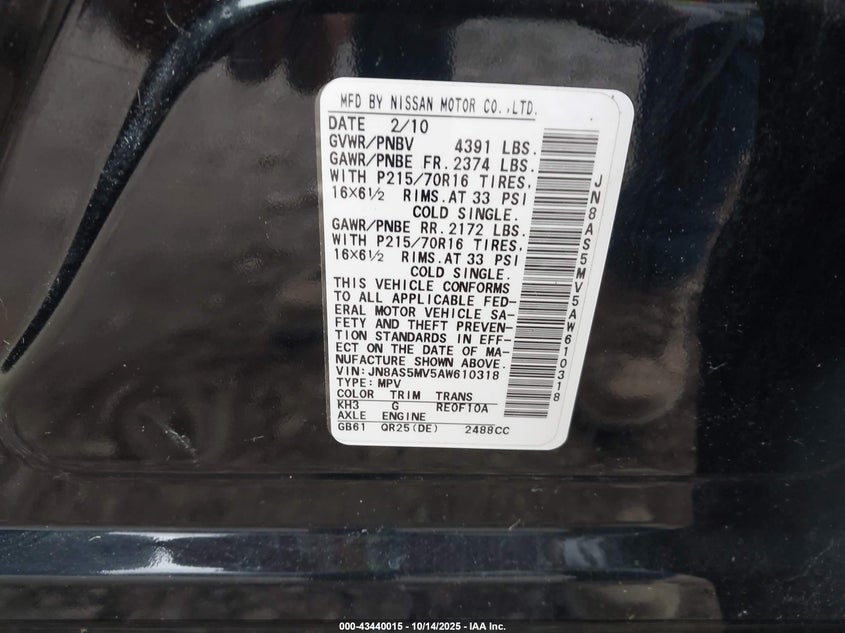 MFD BY NISSAN MOTOR CO.,LTD.
DATE 2/10
GVWR/PNBV 4391 LBS.
GAWR/PNBE FR. 2374 LBS.
WITH P215/70R16 TIRES,
16X6½ RIMS.AT 33 PSI
COLD SINGLE.
GAWR/PNBE RR. 2172 LBS.
WITH P215/70R16 TIRES,
16X6½ RIMS.AT 33 PSI
COLD SINGLE.
THIS VEHICLE CONFORMS
TO ALL APPLICABLE FED-
ERAL MOTOR VEHICLE SA-
FETY AND THEFT PREVEN-
TION STANDARDS IN EFF-
ECT ON THE DATE OF MA-
NUFACTURE SHOWN ABOVE.
VIN:JN8AS5MV5AW610318
TYPE:MPV
COLOR TRIM TRANS
KH3 G RE0F10A
AXLE ENGINE
GB61 QR25(DE) 2488CC
JN8AS5MV5AW610318
000-43440015 - 10/14/2025 - IAA Inc.